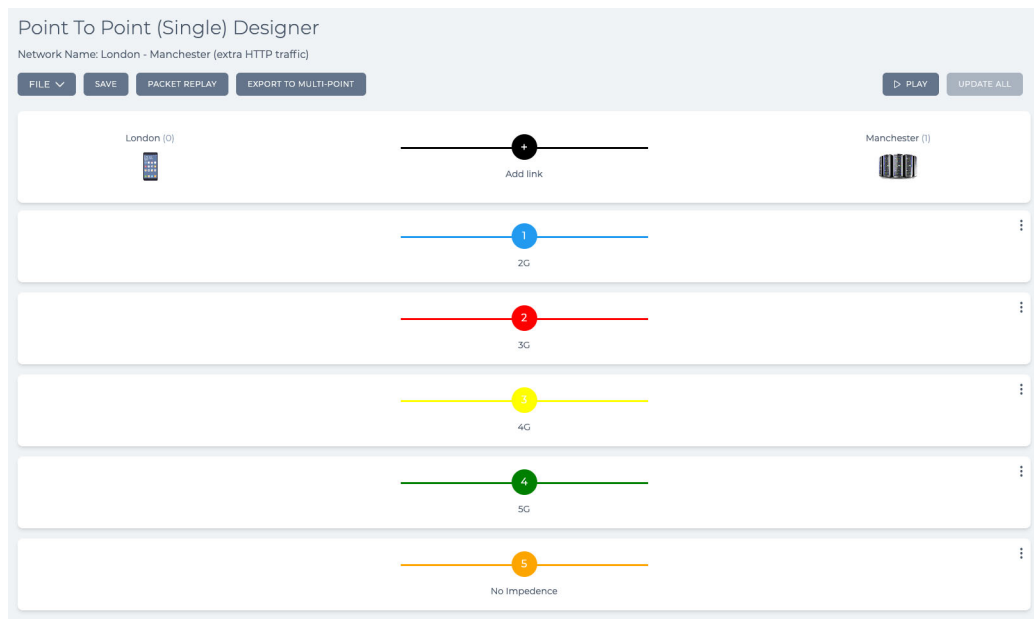 Point To Point (Single) Designer
Network Name: London - Manchester (extra HTTP traffic)
FILE SAVE PACKET REPLAY EXPORT TO MULTI-POINT PLAY UPDATE ALL
London (0) + Manchester (1)
Add link
1
2G
2
3G
3
4G
4
5G
5
No Impedence